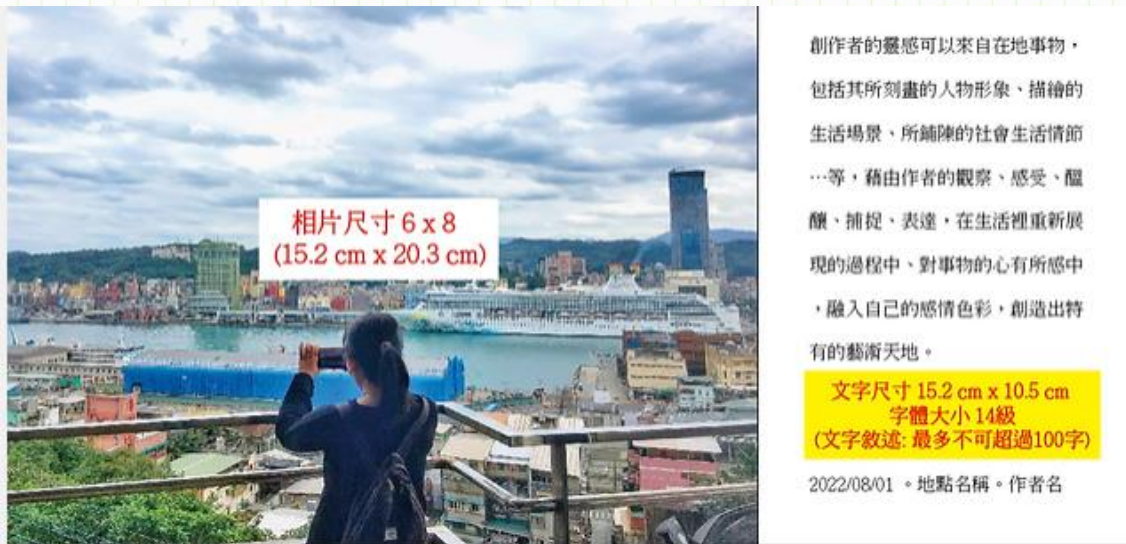 相片尺寸 6 x 8
(15.2 cm x 20.3 cm)
創作者的靈感可以來自在地事物，
包括其所刻畫的人物形象、描繪的
生活場景、所鋪陳的社會生活情節
…等，藉由作者的觀察、感受、醞
釀、捕捉、表達，在生活裡重新展
現的過程中、對事物的心有所感中
，融入自己的感情色彩，創造出特
有的藝術天地。
文字尺寸 15.2 cm x 10.5 cm
字體大小 14級
(文字敘述: 最多不可超過100字)
2022/08/01 。地點名稱。作者名